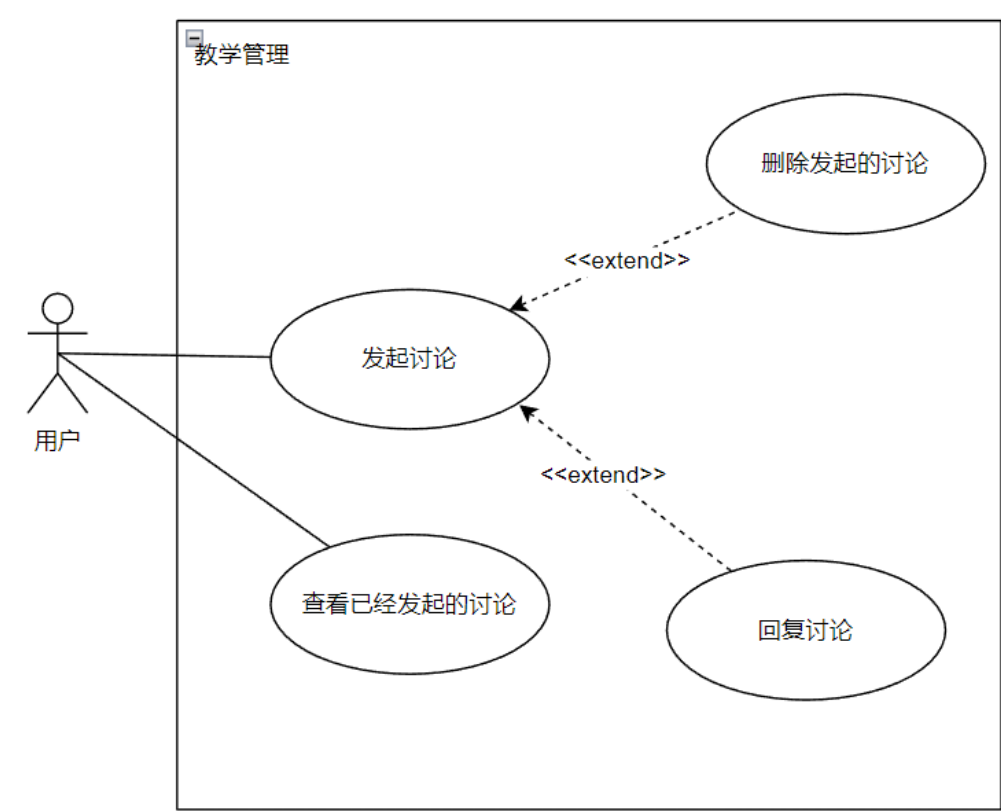 教学管理
删除发起的讨论
<<extend>>
发起讨论
用户
<<extend>>
查看已经发起的讨论
回复讨论